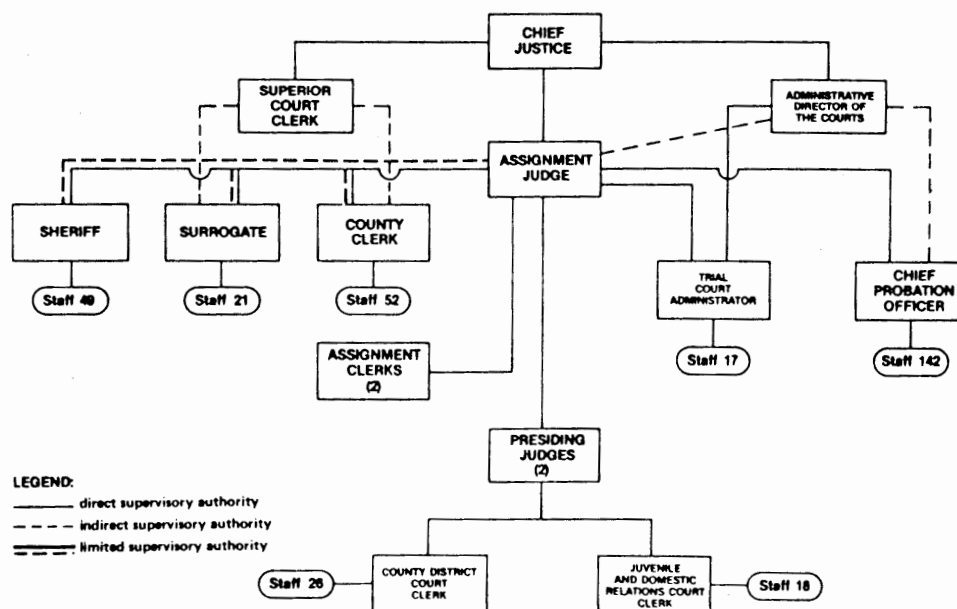 CHIEF
JUSTICE
SUPERIOR
COURT
CLERK
ADMINISTRATIVE
DIRECTOR OF
THE COURTS
ASSIGNMENT
JUDGE
SHERIFF
SURROGATE
COUNTY
CLERK
TRIAL
COURT
ADMINISTRATOR
CHIEF
PROBATION
OFFICER
Staff 49
Staff 21
Staff 52
Staff 17
Staff 142
ASSIGNMENT
CLERKS
(2)
PRESIDING
JUDGES
(2)
LEGEND:
direct supervisory authority
indirect supervisory authority
limited supervisory authority
Staff 26
COUNTY DISTRICT
COURT
CLERK
JUVENILE
AND DOMESTIC
RELATIONS COURT
CLERK
Staff 18